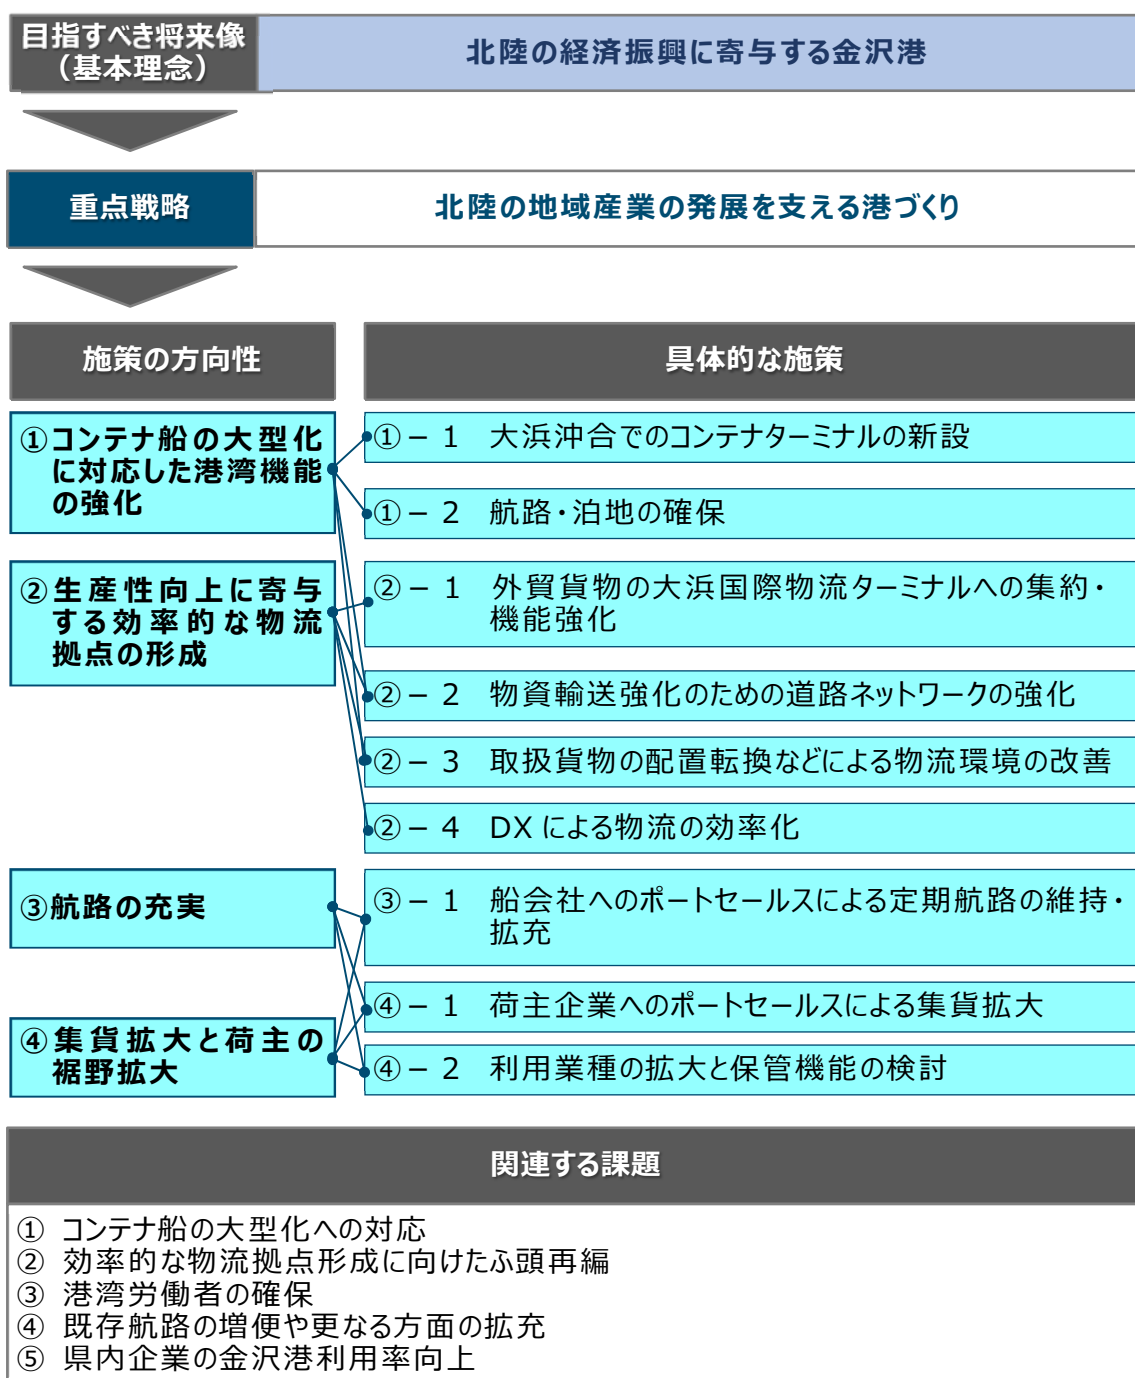 目指すべき将来像
（基本理念）
北陸の経済振興に寄与する金沢港
重点戦略
北陸の地域産業の発展を支える港づくり
施策の方向性
具体的な施策
①コンテナ船の大型化
に対応した港湾機能
の強化
①－１ 大浜沖合でのコンテナターミナルの新設
①－２ 航路・泊地の確保
②生産性向上に寄与
する効率的な物流
拠点の形成
②－１ 外貿貨物の大浜国際物流ターミナルへの集約・
機能強化
②－２ 物資輸送強化のための道路ネットワークの強化
②－３ 取扱貨物の配置転換などによる物流環境の改善
②－４ DXによる物流の効率化
③航路の充実
③－１ 船会社へのポートセールスによる定期航路の維持・
拡充
④集貨拡大と荷主の
裾野拡大
④－１ 荷主企業へのポートセールスによる集貨拡大
④－２ 利用業種の拡大と保管機能の検討
関連する課題
① コンテナ船の大型化への対応
② 効率的な物流拠点形成に向けたふ頭再編
③ 港湾労働者の確保
④ 既存航路の増便や更なる方面の拡充
⑤ 県内企業の金沢港利用率向上